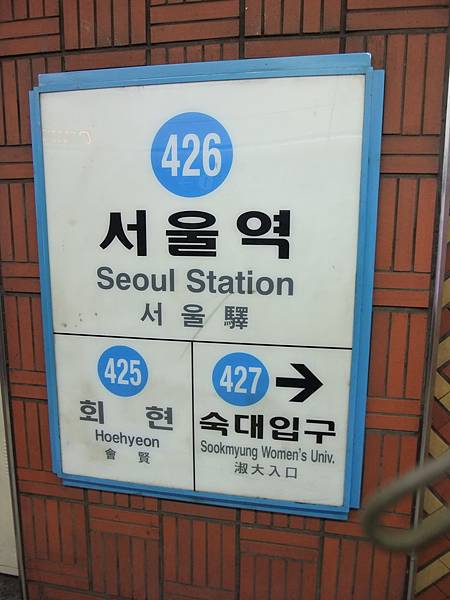 426
서울역
Seoul Station
서울驛
425
회현
Hoehyeon
會賢
427 →
숙대입구
Sookmyung Women's Univ.
淑大入口